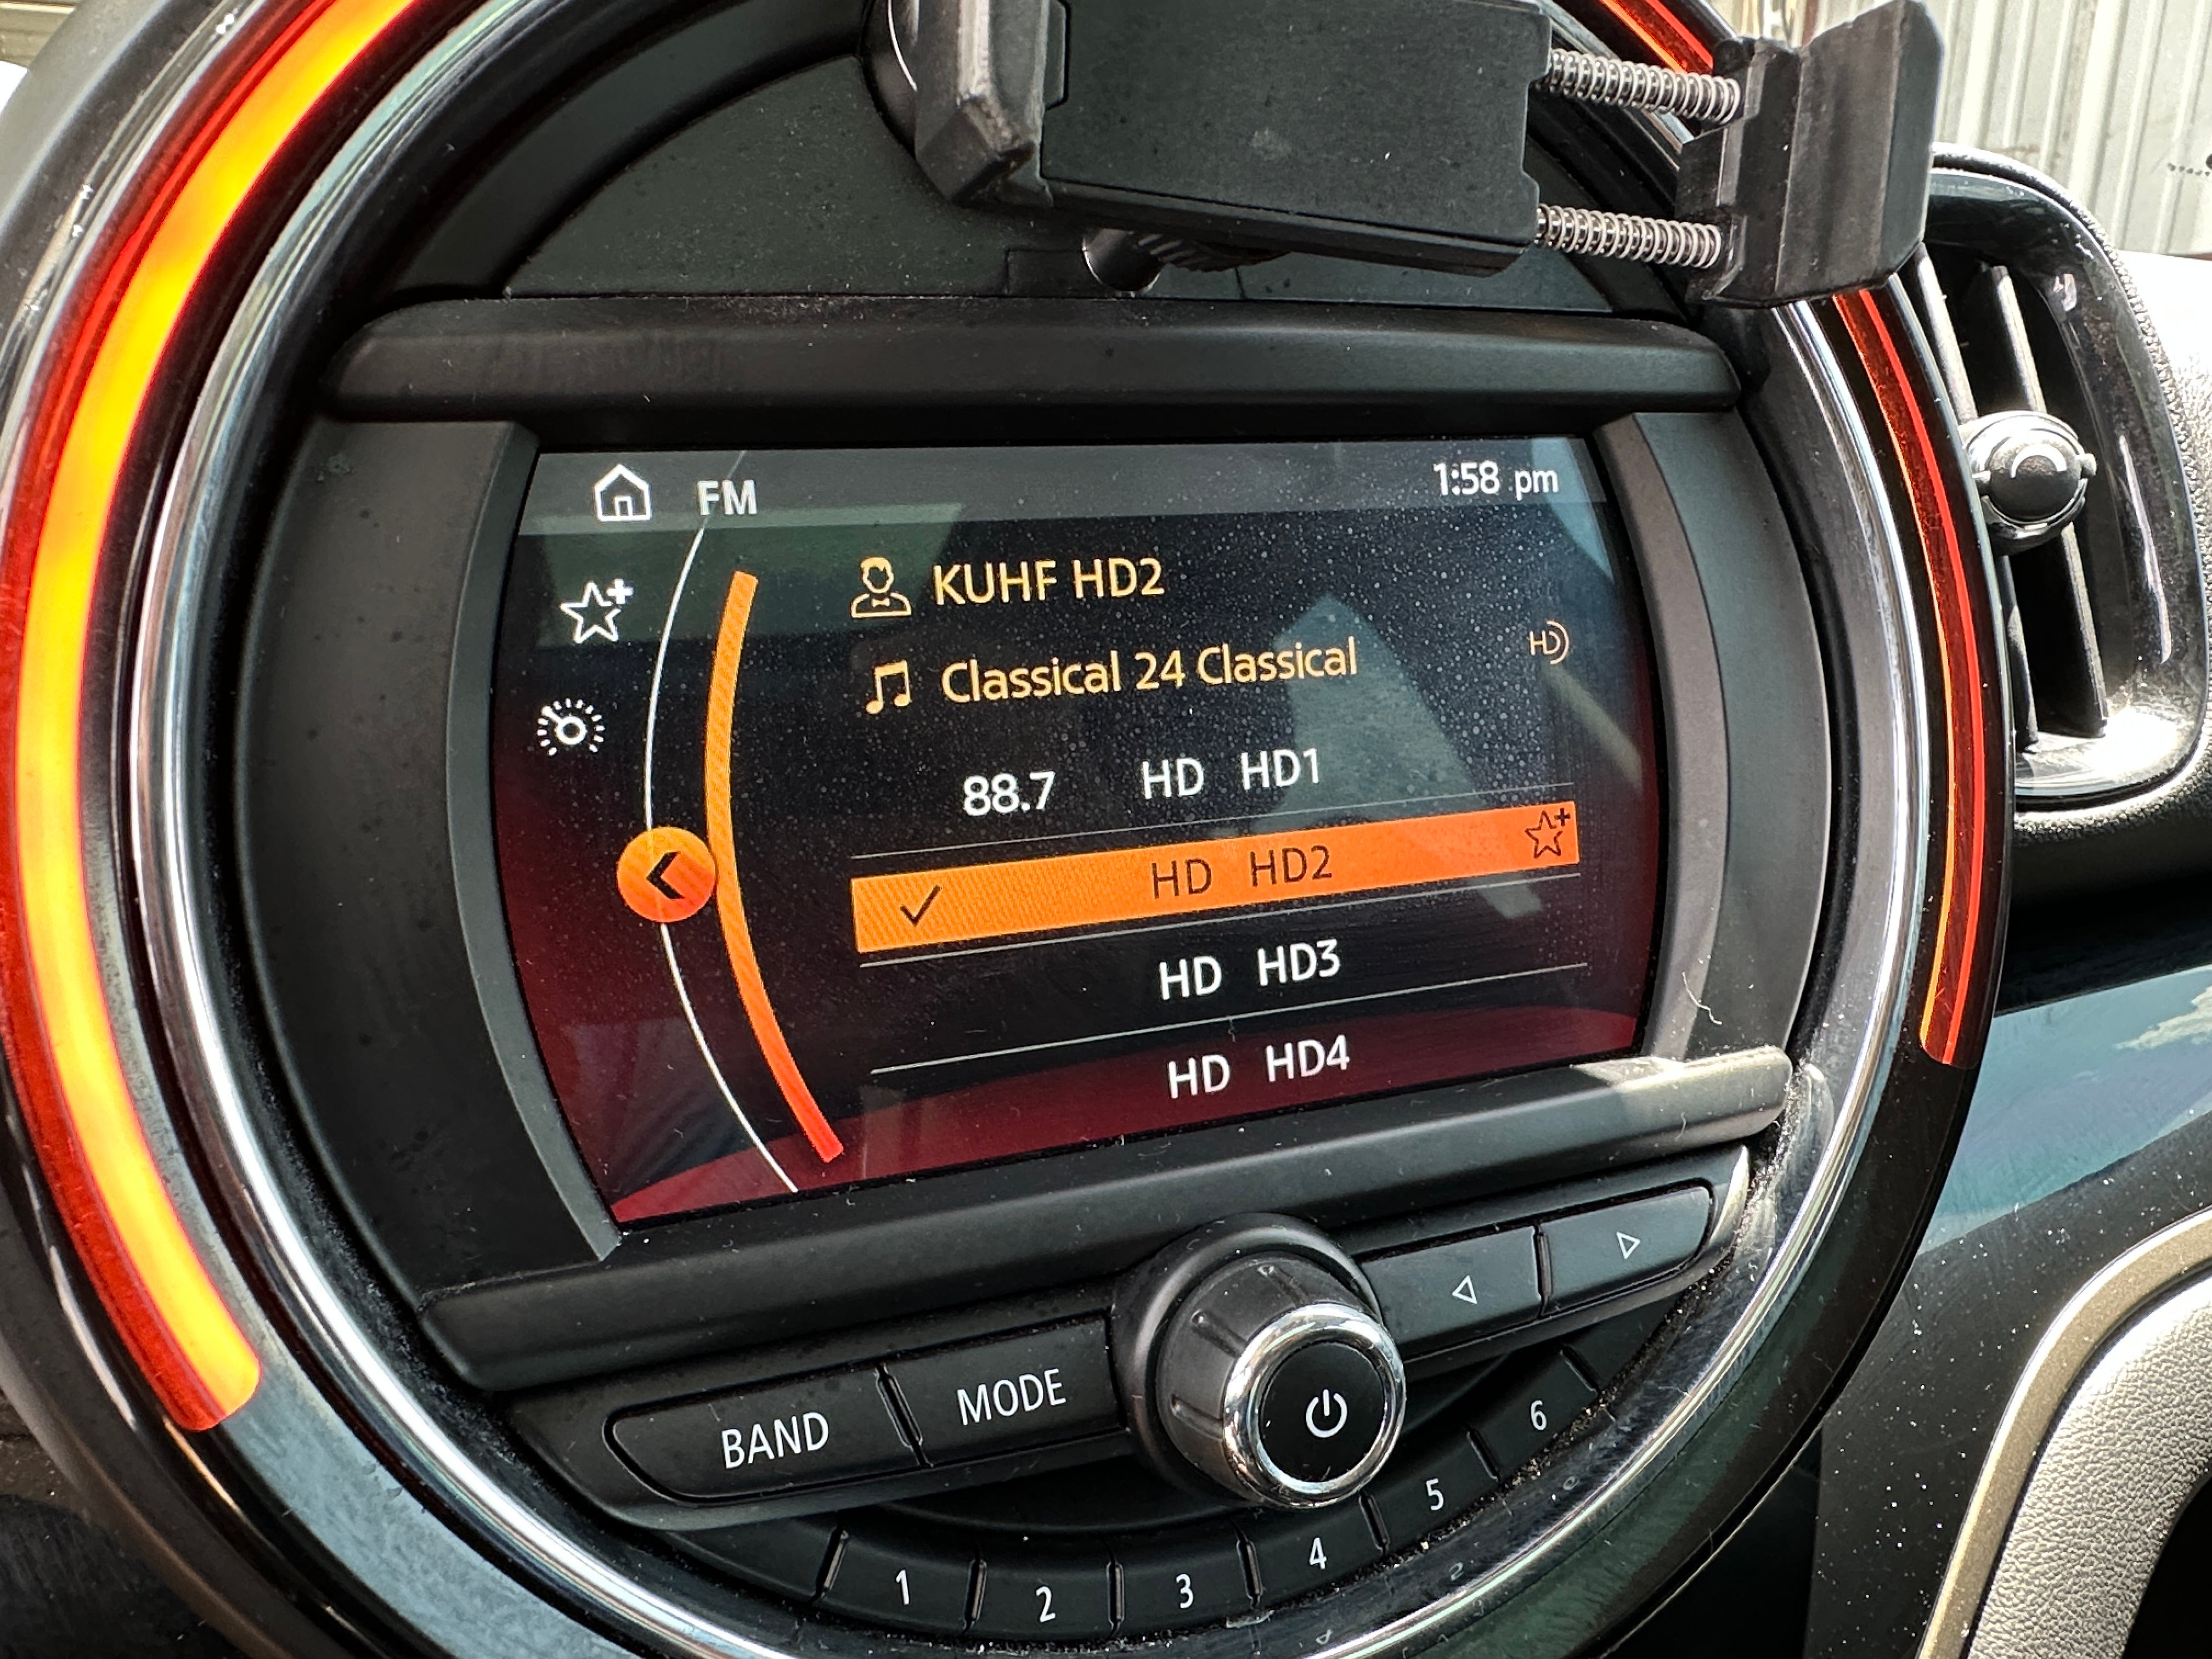 FM 1:58 pm
KUHF HD2
Classical 24 Classical HD
88.7 HD HD1
HD HD2
HD HD3
HD HD4
BAND MODE
1 2 3 4 5 6